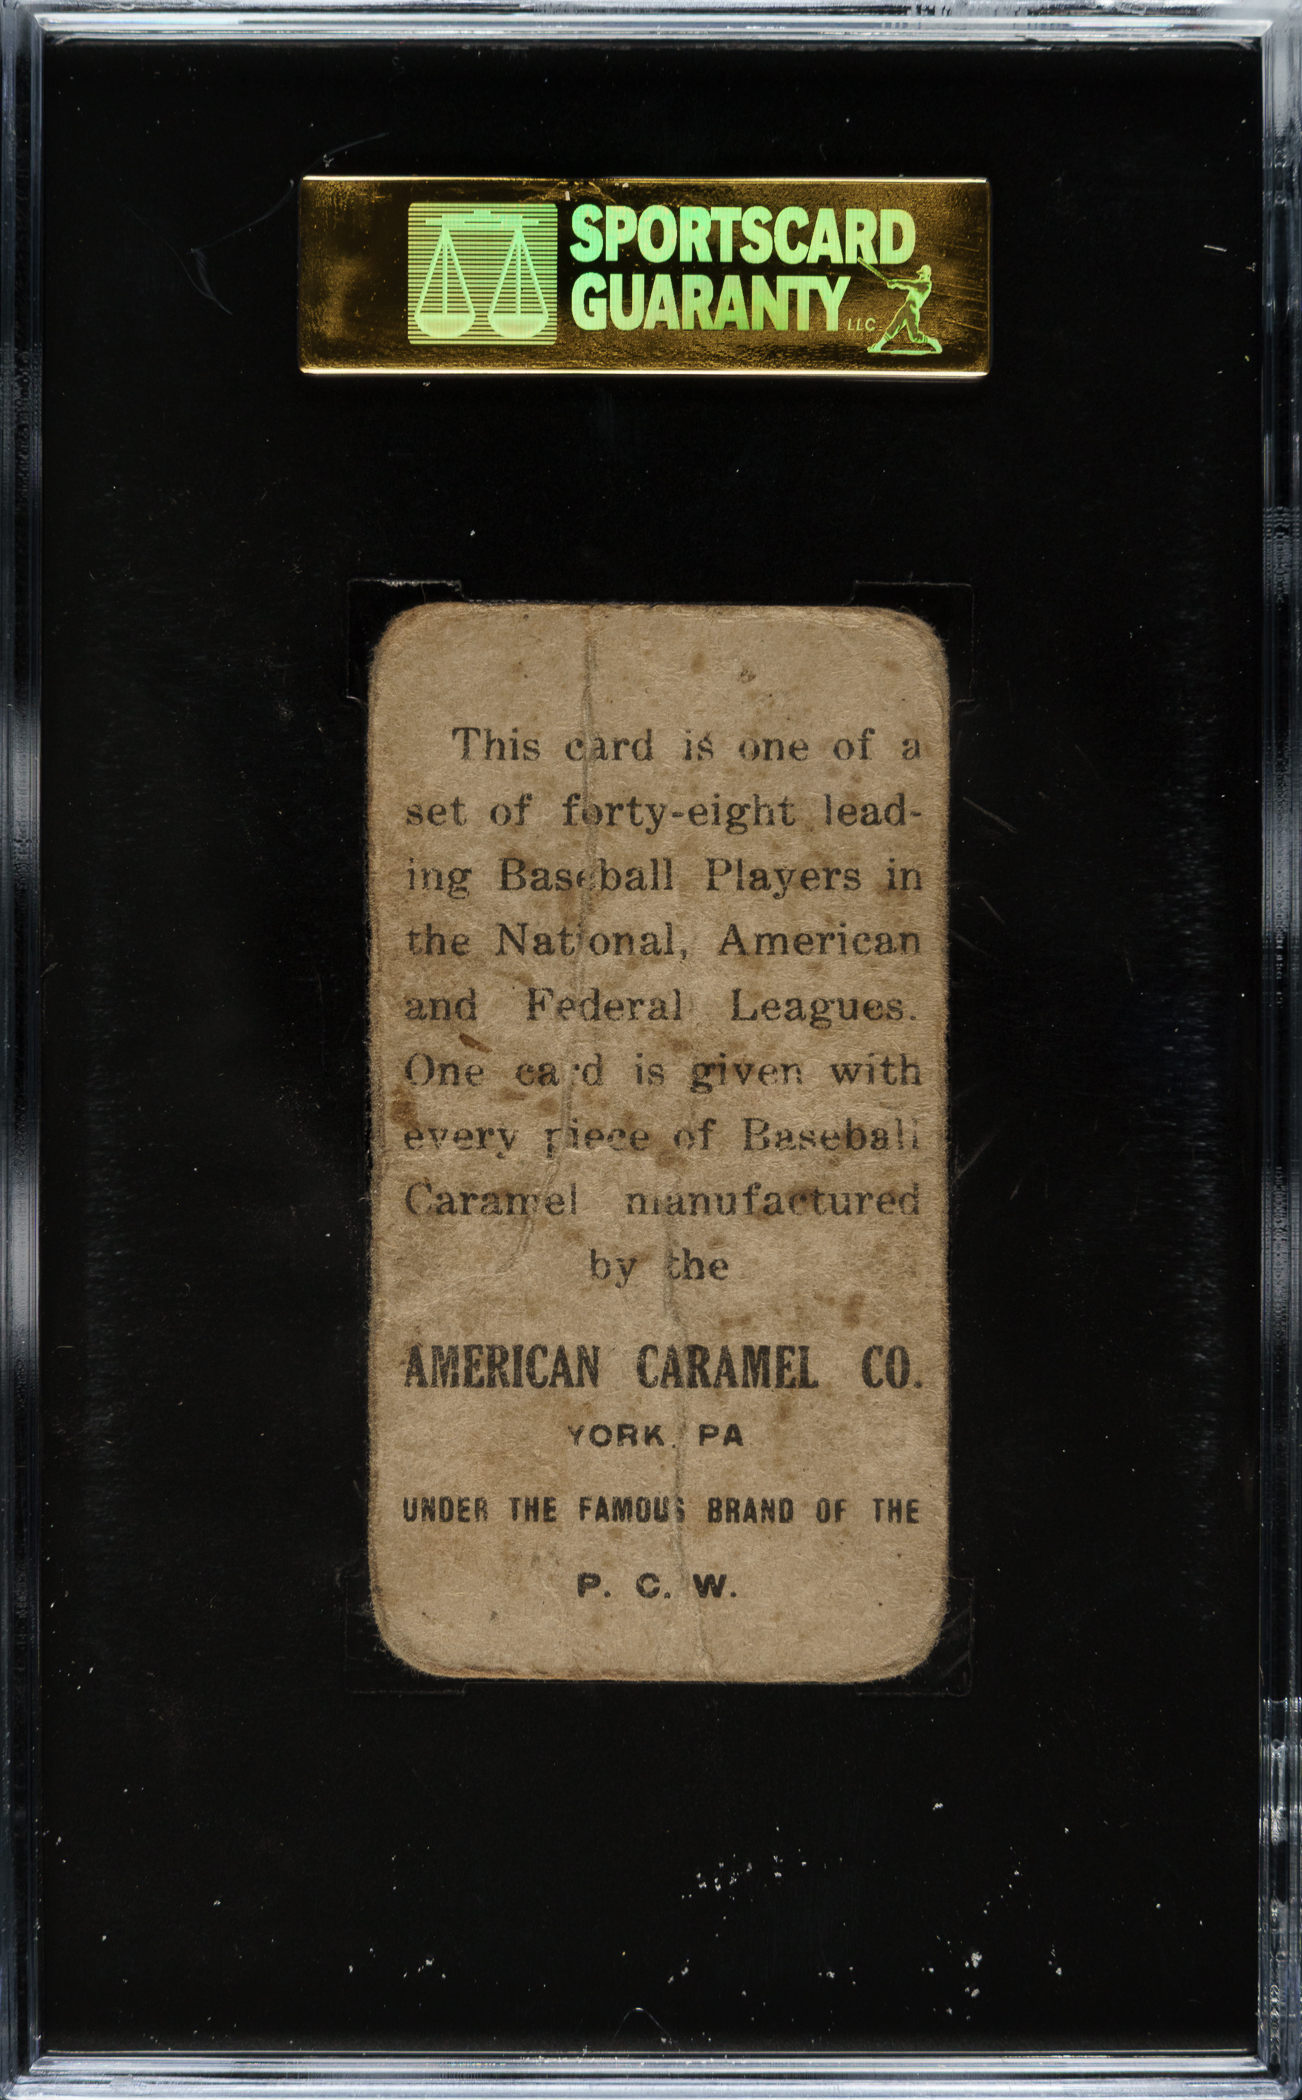 SPORTSCARD
GUARANTY LLC
This card is one of a
set of forty-eight lead-
ing Baseball Players in
the National, American
and Federal Leagues.
One card is given with
every piece of Baseball
Caramel manufactured
by the
AMERICAN CARAMEL CO.
YORK, PA
UNDER THE FAMOUS BRAND OF THE
P. C. W.